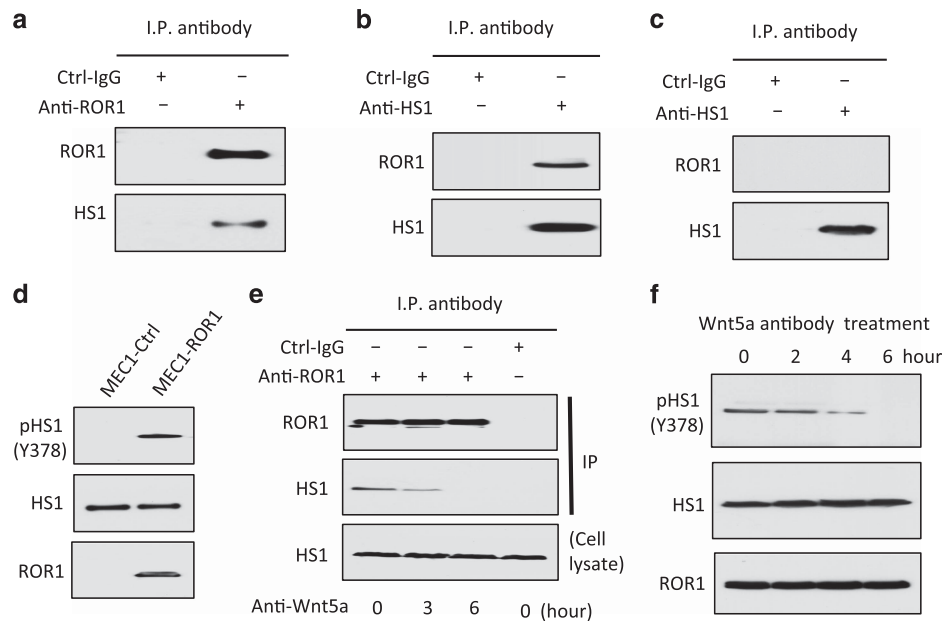 a
I.P. antibody
Ctrl-IgG + –
Anti-ROR1 – +
ROR1
HS1
b
I.P. antibody
Ctrl-IgG + –
Anti-HS1 – +
ROR1
HS1
c
I.P. antibody
Ctrl-IgG + –
Anti-HS1 – +
ROR1
HS1
d
MEC1-Ctrl
MEC1-ROR1
pHS1
(Y378)
HS1
ROR1
e
I.P. antibody
Ctrl-IgG – – – +
Anti-ROR1 + + + –
ROR1
HS1
IP
HS1
(Cell
lysate)
Anti-Wnt5a 0 3 6 0 (hour)
f
Wnt5a antibody treatment
0 2 4 6 hour
pHS1
(Y378)
HS1
ROR1